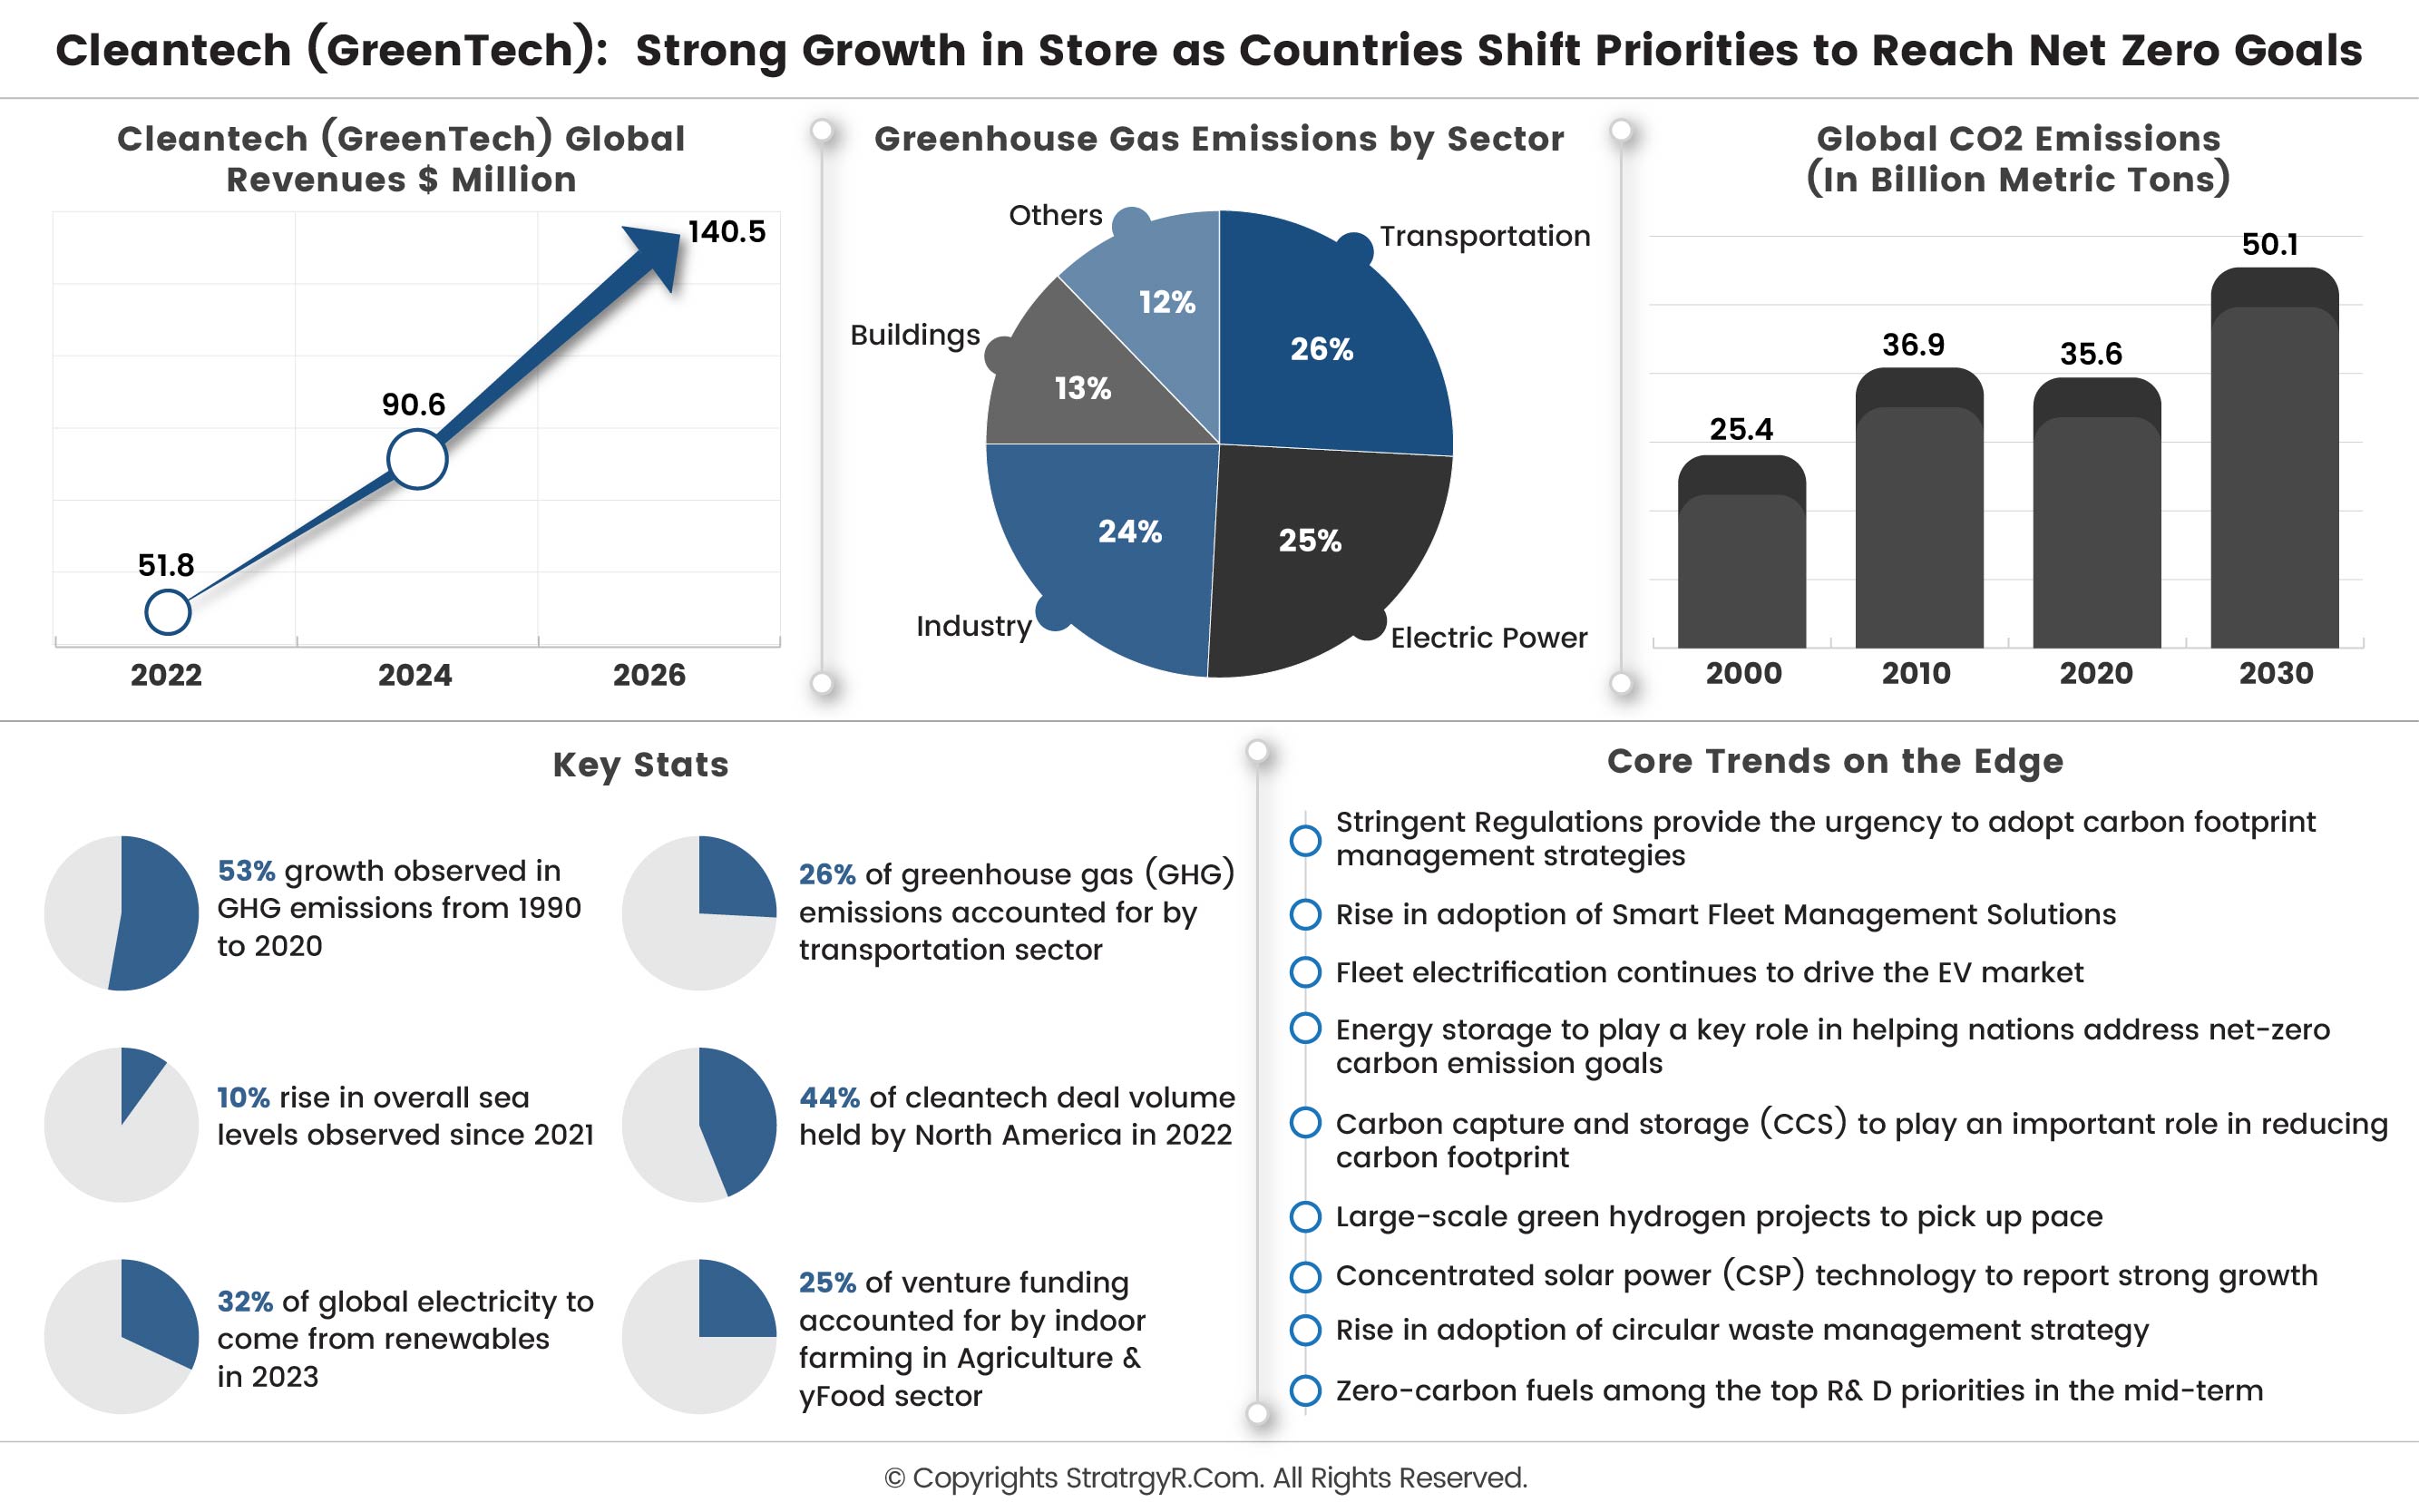 Cleantech (GreenTech): Strong Growth in Store as Countries Shift Priorities to Reach Net Zero Goals
Cleantech (GreenTech) Global
Revenues $ Million
140.5
90.6
51.8
2022
2024
2026
Greenhouse Gas Emissions by Sector
Others
Transportation
12%
26%
Buildings
13%
24%
25%
Industry
Electric Power
Global CO2 Emissions
(In Billion Metric Tons)
50.1
36.9
35.6
25.4
2000
2010
2020
2030
Key Stats
53% growth observed in
GHG emissions from 1990
to 2020
26% of greenhouse gas (GHG)
emissions accounted for by
transportation sector
10% rise in overall sea
levels observed since 2021
44% of cleantech deal volume
held by North America in 2022
32% of global electricity to
come from renewables
in 2023
25% of venture funding
accounted for by indoor
farming in Agriculture &
yFood sector
Core Trends on the Edge
Stringent Regulations provide the urgency to adopt carbon footprint
management strategies
Rise in adoption of Smart Fleet Management Solutions
Fleet electrification continues to drive the EV market
Energy storage to play a key role in helping nations address net-zero
carbon emission goals
Carbon capture and storage (CCS) to play an important role in reducing
carbon footprint
Large-scale green hydrogen projects to pick up pace
Concentrated solar power (CSP) technology to report strong growth
Rise in adoption of circular waste management strategy
Zero-carbon fuels among the top R& D priorities in the mid-term
© Copyrights StratrgyR.Com. All Rights Reserved.